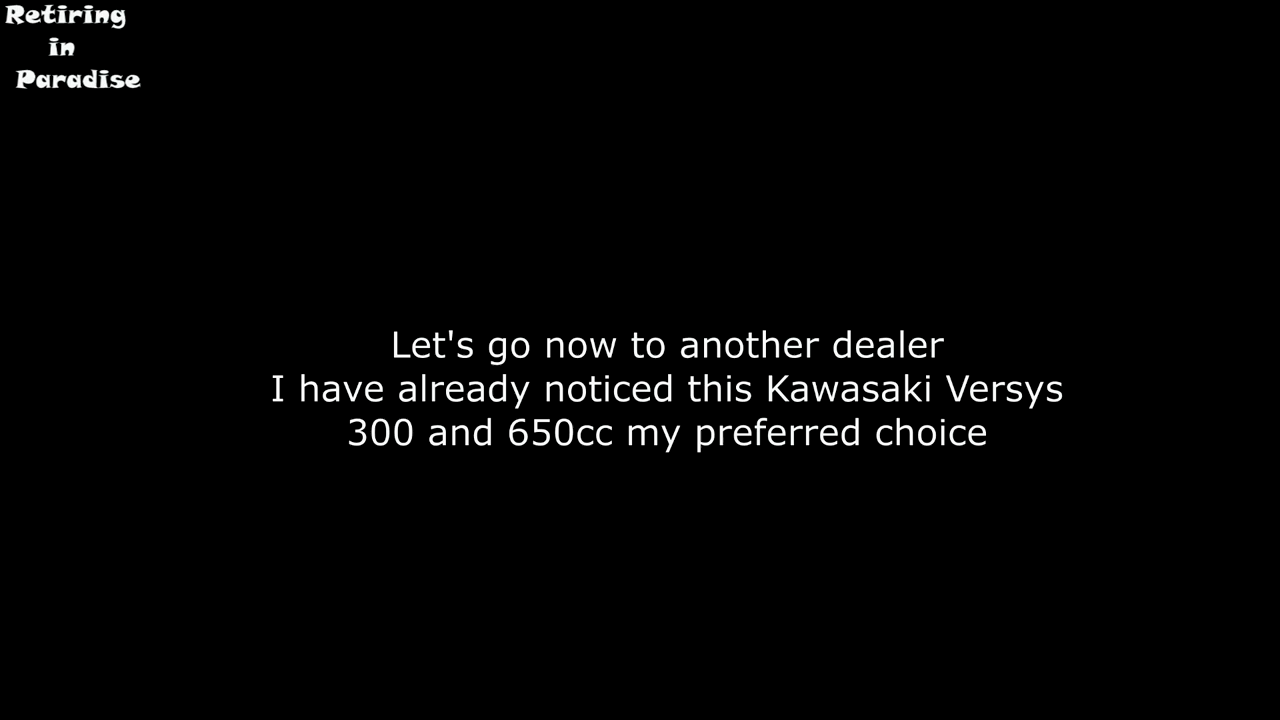 Retiring
in
Paradise
Let's go now to another dealer
I have already noticed this Kawasaki Versys
300 and 650cc my preferred choice